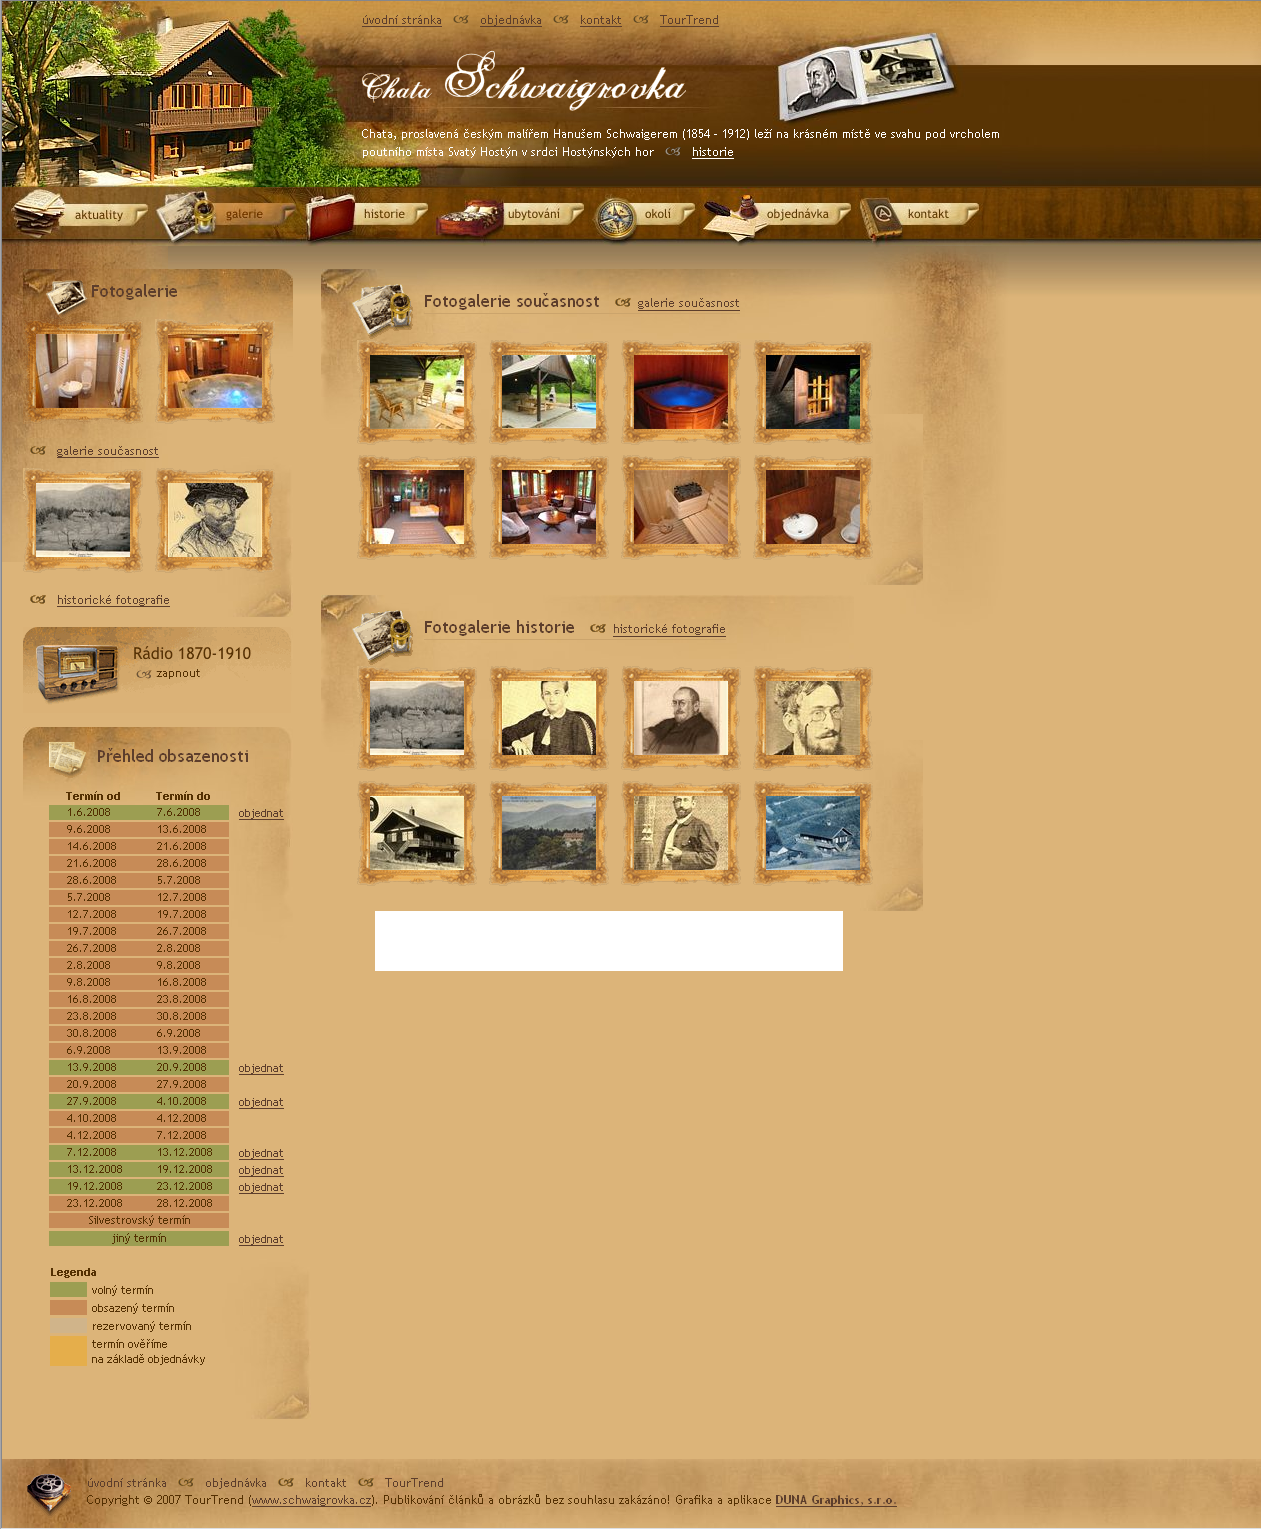 úvodní stránka objednávka kontakt TourTrend
Chata Schwaigrovka
Chata, proslavená českým malířem Hanušem Schwaigerem (1854 - 1912) leží na krásném místě ve svahu pod vrcholem
poutního místa Svatý Hostýn v srdci Hostýnských hor historie
aktuality galerie historie ubytování okolí objednávka kontakt
Fotogalerie
galerie současnost
historické fotografie
Rádio 1870-1910
zapnout
Přehled obsazenosti
Termín od Termín do
1.6.2008 7.6.2008 objednat
9.6.2008 13.6.2008
14.6.2008 21.6.2008
21.6.2008 28.6.2008
28.6.2008 5.7.2008
5.7.2008 12.7.2008
12.7.2008 19.7.2008
19.7.2008 26.7.2008
26.7.2008 2.8.2008
2.8.2008 9.8.2008
9.8.2008 16.8.2008
16.8.2008 23.8.2008
23.8.2008 30.8.2008
30.8.2008 6.9.2008
6.9.2008 13.9.2008
13.9.2008 20.9.2008 objednat
20.9.2008 27.9.2008
27.9.2008 4.10.2008 objednat
4.10.2008 4.12.2008
4.12.2008 7.12.2008
7.12.2008 13.12.2008 objednat
13.12.2008 19.12.2008 objednat
19.12.2008 23.12.2008 objednat
23.12.2008 28.12.2008
Silvestrovský termín
jiný termín objednat
Legenda
volný termín
obsazený termín
rezervovaný termín
termín ověříme
na základě objednávky
Fotogalerie současnost galerie současnost
Fotogalerie historie historické fotografie
úvodní stránka objednávka kontakt TourTrend
Copyright © 2007 TourTrend (www.schwaigrovka.cz). Publikování článků a obrázků bez souhlasu zakázáno! Grafika a aplikace DUNA Graphics, s.r.o.